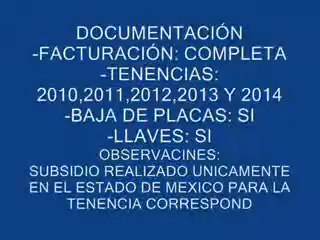 DOCUMENTACIÓN
-FACTURACIÓN: COMPLETA
-TENENCIAS:
2010,2011,2012,2013 Y 2014
-BAJA DE PLACAS: SI
-LLAVES: SI
OBSERVACINES:
SUBSIDIO REALIZADO UNICAMENTE
EN EL ESTADO DE MEXICO PARA LA
TENENCIA CORRESPOND